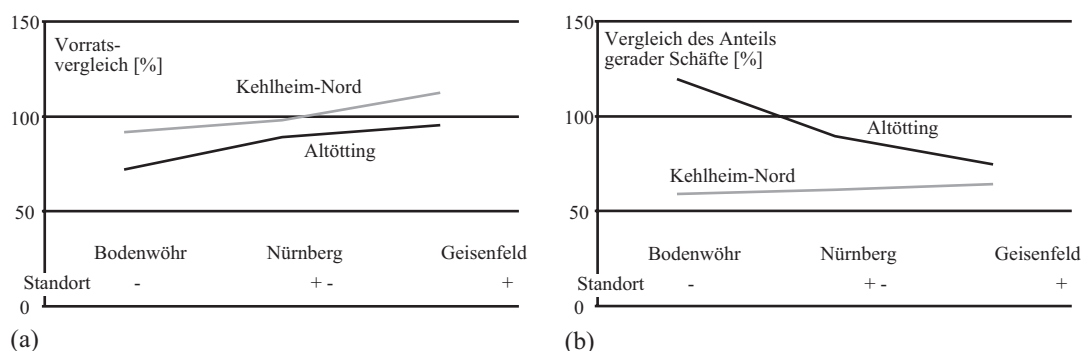 150
Vorrats-
vergleich [%]
Kehlheim-Nord
100
Altötting
50
Bodenwöhr Nürnberg Geisenfeld
Standort - + - +
0
(a)
150
Vergleich des Anteils
gerader Schäfte [%]
100
Altötting
Kehlheim-Nord
50
Bodenwöhr Nürnberg Geisenfeld
Standort - + - +
0
(b)